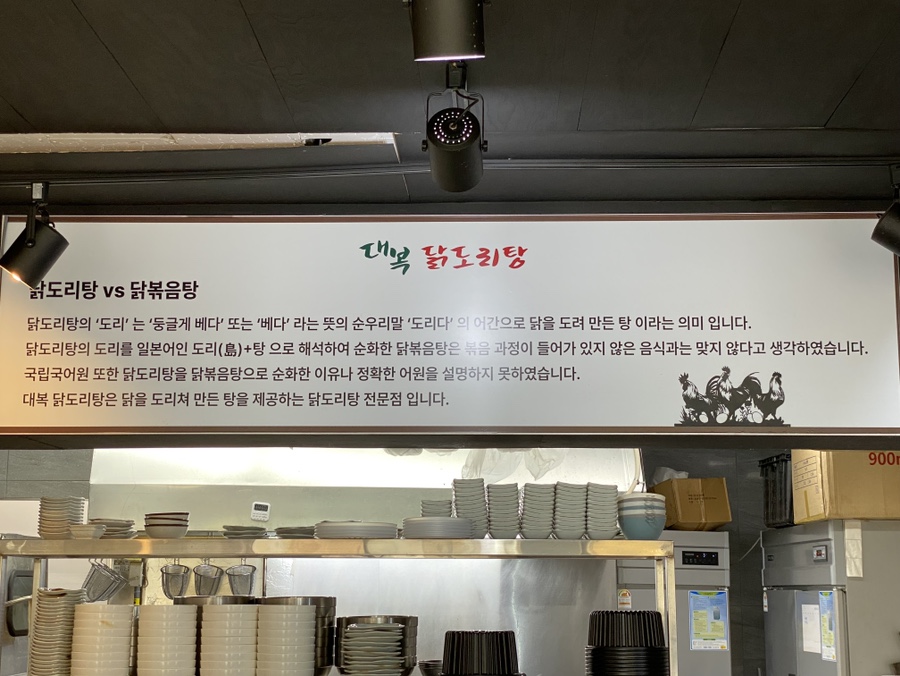 대복 닭도리탕
닭도리탕 vs 닭볶음탕
닭도리탕의 '도리' 는 '둥글게 베다' 또는 '베다' 라는 뜻의 순우리말 '도리다' 의 어간으로 닭을 도려 만든 탕 이라는 의미 입니다.
닭도리탕의 도리를 일본어인 도리(島)+탕 으로 해석하여 순화한 닭볶음탕은 볶음 과정이 들어가 있지 않은 음식과는 맞지 않다고 생각하였습니다.
국립국어원 또한 닭도리탕을 닭볶음탕으로 순화한 이유나 정확한 어원을 설명하지 못하였습니다.
대복 닭도리탕은 닭을 도리쳐 만든 탕을 제공하는 닭도리탕 전문점 입니다.